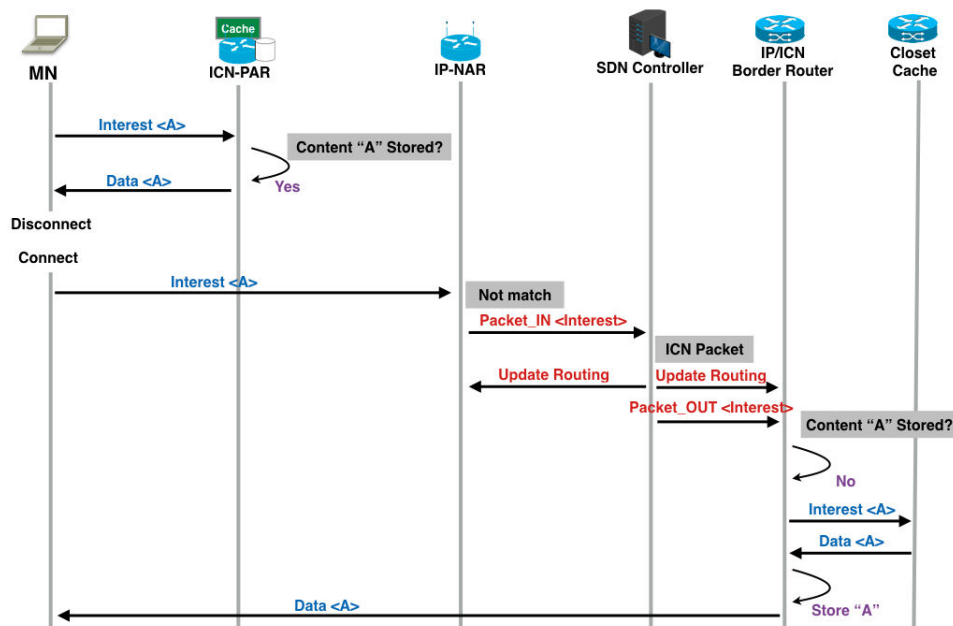 Cache
MN
ICN-PAR
IP-NAR
SDN Controller
IP/ICN
Border Router
Closet
Cache
Interest <A>
Content “A” Stored?
Data <A>
Yes
Disconnect
Connect
Interest <A>
Not match
Packet_IN <Interest>
ICN Packet
Update Routing
Update Routing
Packet_OUT <Interest>
Content “A” Stored?
No
Interest <A>
Data <A>
Data <A>
Store “A”